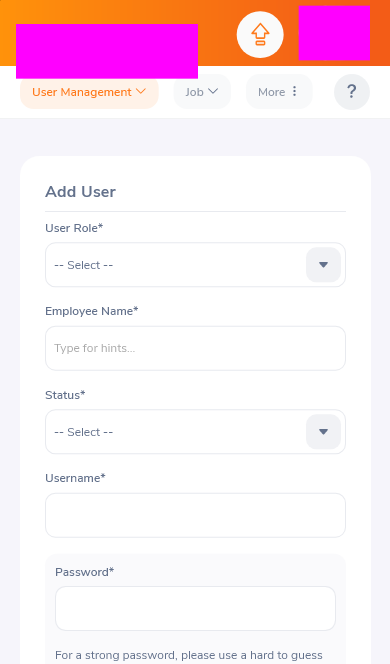 User Management
Job
More
?
Add User
User Role*
-- Select --
Employee Name*
Type for hints...
Status*
-- Select --
Username*
Password*
For a strong password, please use a hard to guess